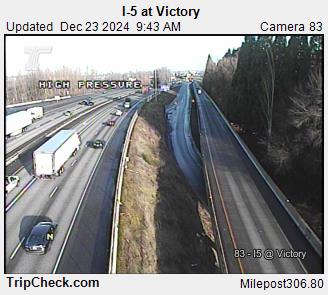 I-5 at Victory
Updated Dec 23 2024 9:43 AM Camera 83
HIGH PRESSURE
N
83 - I5 @ Victory
TripCheck.com Milepost306.80